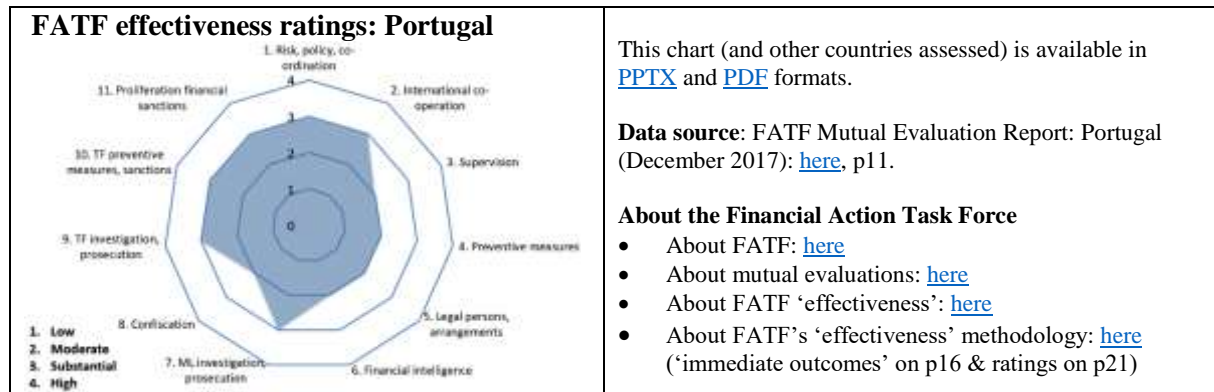 FATF effectiveness ratings: Portugal
1. Risk, policy, co-
ordination
2. International co-
operation
3. Supervision
4. Preventive measures
5. Legal persons,
arrangements
6. Financial intelligence
7. ML investigation,
prosecution
8. Confiscation
9. TF investigation,
prosecution
10. TF preventive
measures, sanctions
11. Proliferation financial
sanctions
4
3
2
1
0
1. Low
2. Moderate
3. Substantial
4. High
This chart (and other countries assessed) is available in
PPTX and PDF formats.
Data source: FATF Mutual Evaluation Report: Portugal
(December 2017): here, p11.
About the Financial Action Task Force
• About FATF: here
• About mutual evaluations: here
• About FATF ‘effectiveness’: here
• About FATF’s ‘effectiveness’ methodology: here
(‘immediate outcomes’ on p16 & ratings on p21)